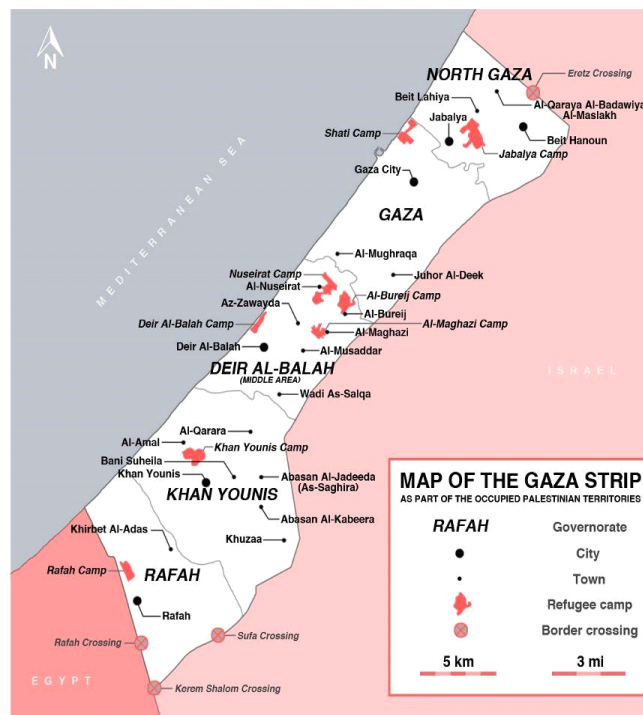 N
NORTH GAZA
Erotz Crossing
Beit Lahiya
Al-Qaraya Al-Badawiya
Al-Maslakh
Jabalya
Shati Camp
Beit Hanoun
Jabalya Camp
MEDITERRANEAN SEA
Gaza City
GAZA
Al-Mughraqa
Nuseirat Camp
Juhor Al-Deek
Al-Nuseirat
Al-Bureij Camp
Az-Zawayda
Al-Bureij
Deir Al-Balah Camp
Al-Maghazi Camp
Al-Maghazi
Deir Al-Balah
Al-Musaddar
DEIR AL-BALAH
(MIDDLE AREA)
ISRAEL
Wadi As-Salqa
Al-Qarara
Al-Amal
Khan Younis Camp
Bani Suheila
Khan Younis
Abasan Al-Jadeeda
(As-Saghira)
KHAN YOUNIS
Abasan Al-Kabeera
Khirbet Al-Adas
Khuzaa
Rafah Camp
RAFAH
Rafah
Rafah Crossing
Sufa Crossing
EGYPT
Kerem Shalom Crossing
MAP OF THE GAZA STRIP
AS PART OF THE OCCUPIED PALESTINIAN TERRITORIES
RAFAH Governorate
City
Town
Refugee camp
Border crossing
5 km 3 mi